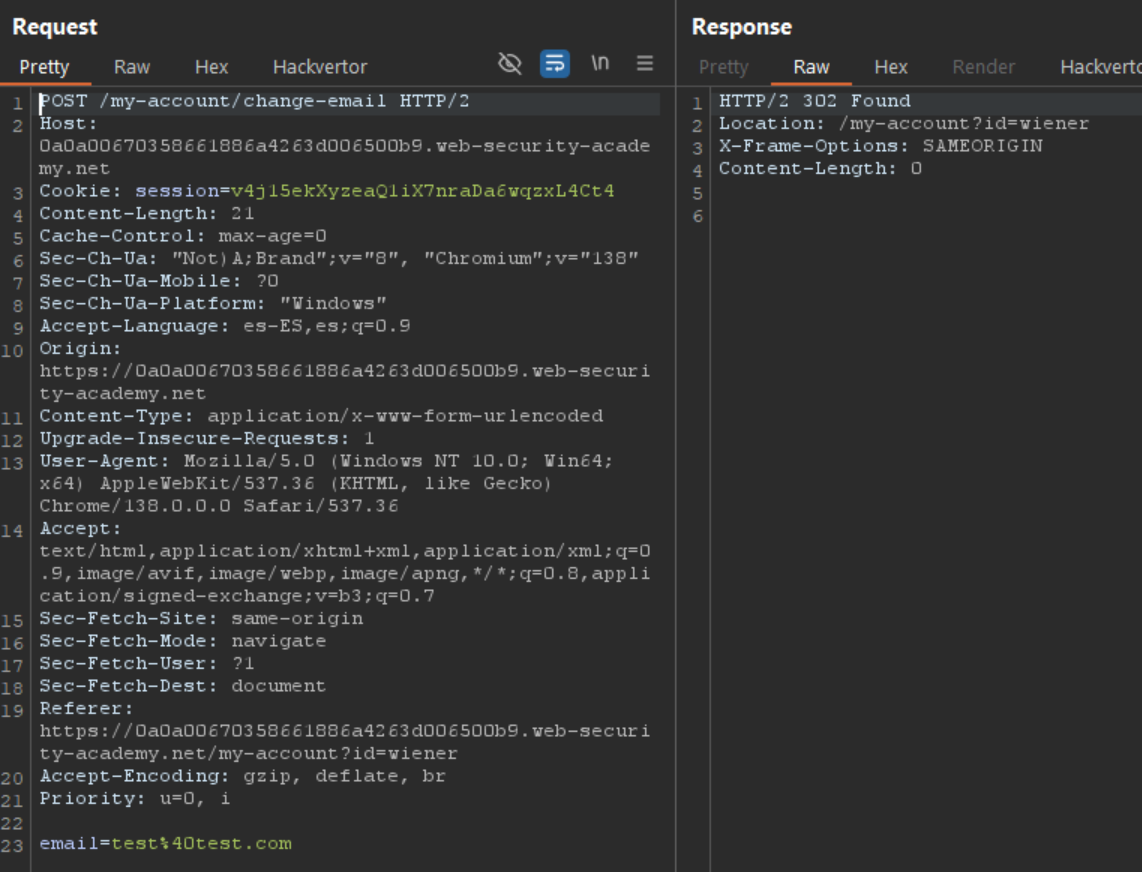 Request
Pretty Raw Hex Hackvertor \n
1 POST /my-account/change-email HTTP/2
2 Host:
0a0a00670358661886a4263d006500b9.web-security-acade
my.net
3 Cookie: session=v4j15ekXyzeaQ1iX7nraDa6wqzxL4Ct4
4 Content-Length: 21
5 Cache-Control: max-age=0
6 Sec-Ch-Ua: "Not)A;Brand";v="8", "Chromium";v="138"
7 Sec-Ch-Ua-Mobile: ?0
8 Sec-Ch-Ua-Platform: "Windows"
9 Accept-Language: es-ES,es;q=0.9
10 Origin:
https://0a0a00670358661886a4263d006500b9.web-securi
ty-academy.net
11 Content-Type: application/x-www-form-urlencoded
12 Upgrade-Insecure-Requests: 1
13 User-Agent: Mozilla/5.0 (Windows NT 10.0; Win64;
x64) AppleWebKit/537.36 (KHTML, like Gecko)
Chrome/138.0.0.0 Safari/537.36
14 Accept:
text/html,application/xhtml+xml,application/xml;q=0
.9,image/avif,image/webp,image/apng,*/*;q=0.8,appli
cation/signed-exchange;v=b3;q=0.7
15 Sec-Fetch-Site: same-origin
16 Sec-Fetch-Mode: navigate
17 Sec-Fetch-User: ?1
18 Sec-Fetch-Dest: document
19 Referer:
https://0a0a00670358661886a4263d006500b9.web-securi
ty-academy.net/my-account?id=wiener
20 Accept-Encoding: gzip, deflate, br
21 Priority: u=0, i
22
23 email=test%40test.com
Response
Pretty Raw Hex Render Hackverto
1 HTTP/2 302 Found
2 Location: /my-account?id=wiener
3 X-Frame-Options: SAMEORIGIN
4 Content-Length: 0
5
6